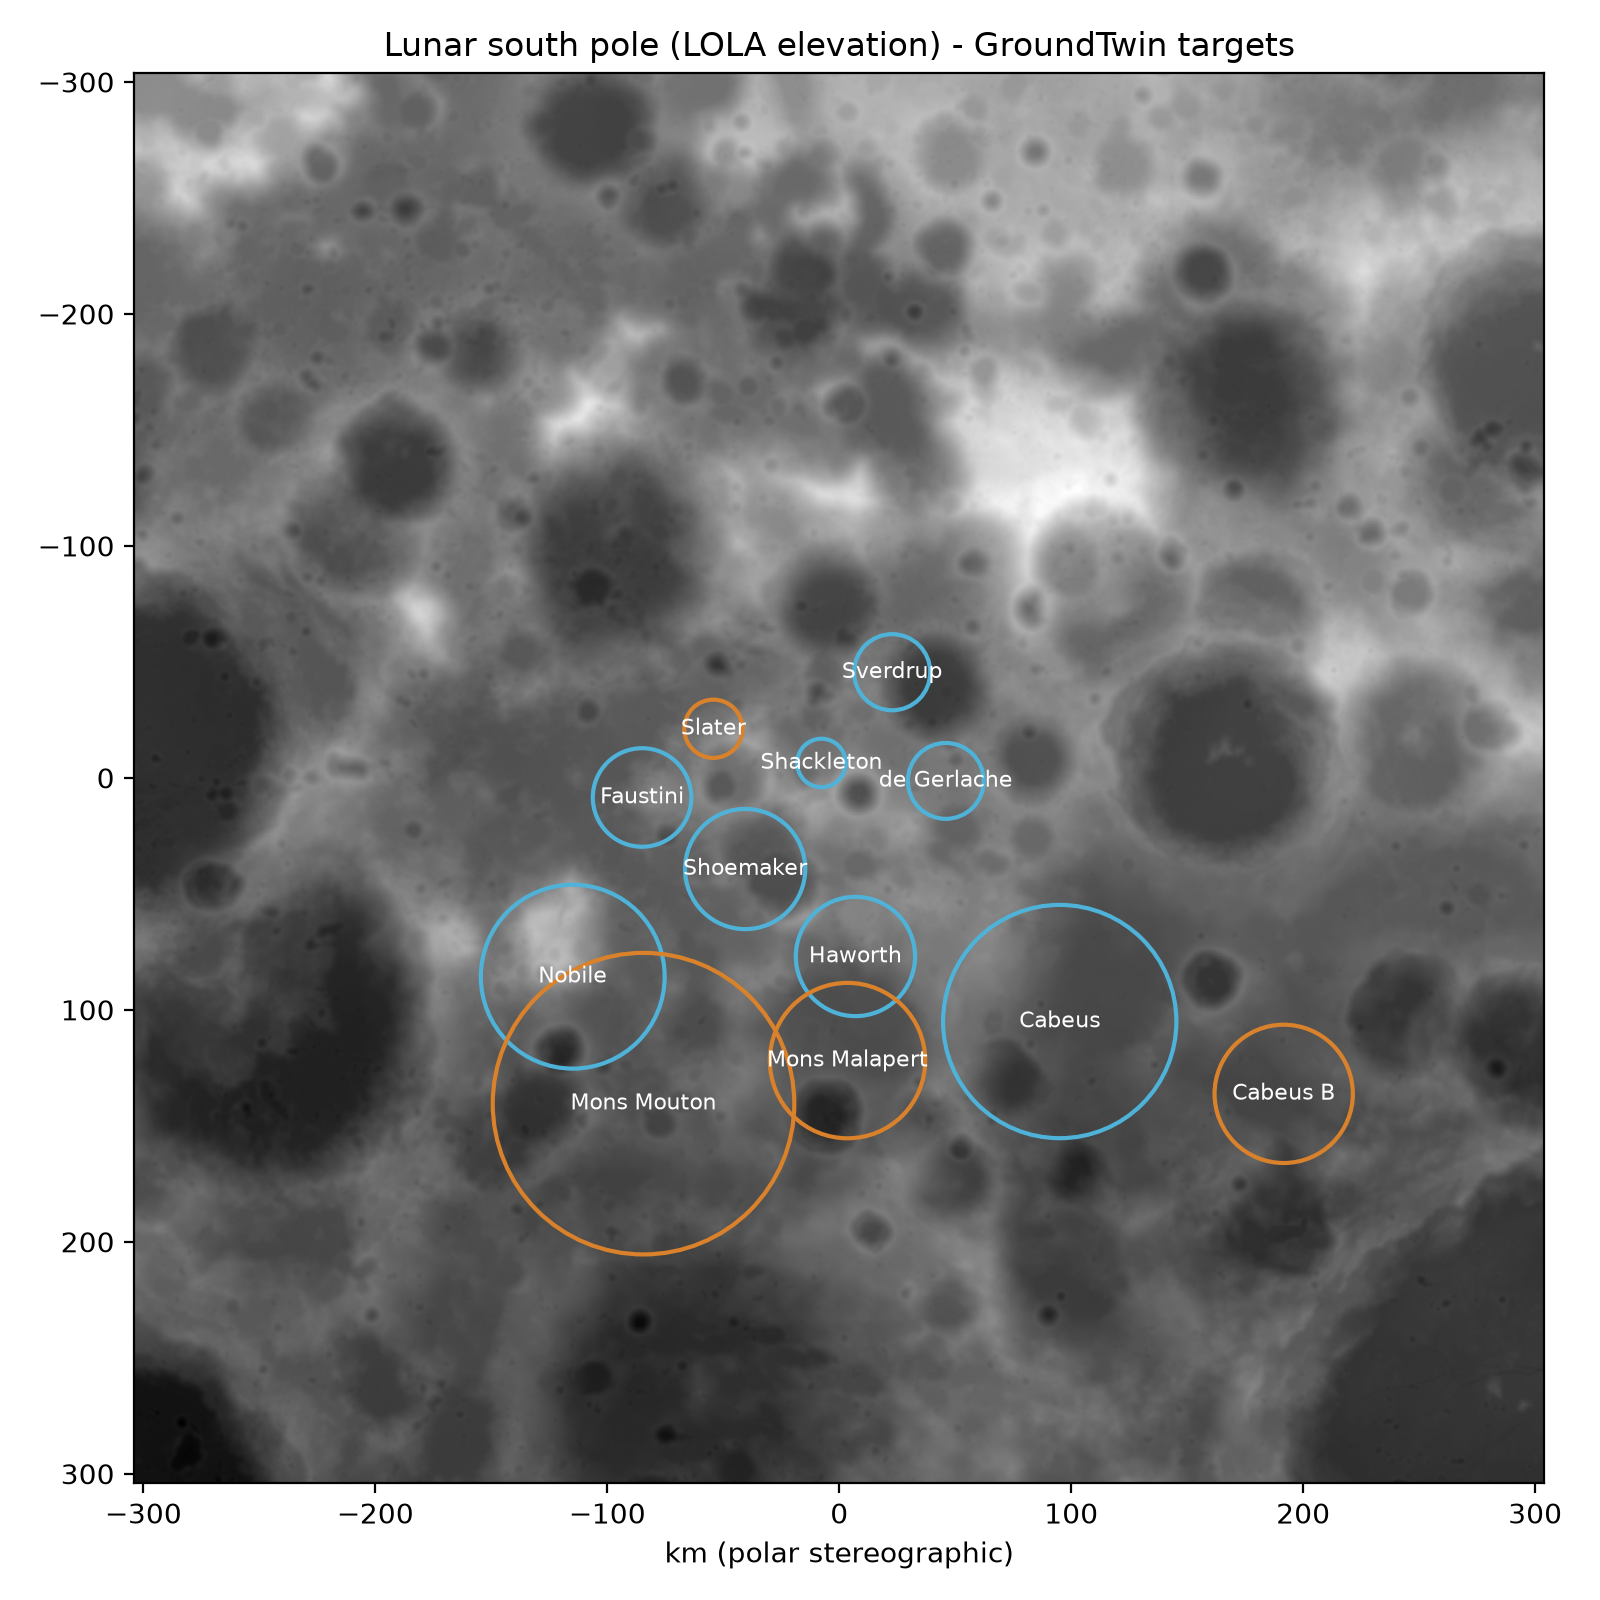 Lunar south pole (LOLA elevation) - GroundTwin targets
−300
−200
−100
0
100
200
300
Sverdrup
Slater
Shackleton
de Gerlache
Faustini
Shoemaker
Haworth
Nobile
Cabeus
Mons Malapert
Cabeus B
Mons Mouton
−300
−200
−100
0
100
200
300
km (polar stereographic)